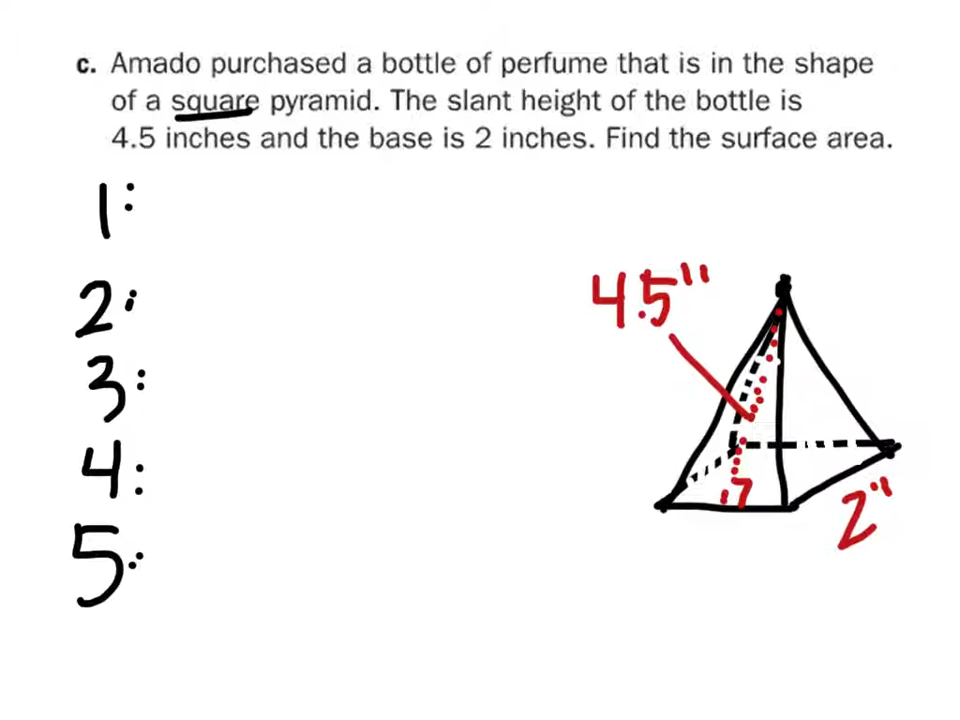 c. Amado purchased a bottle of perfume that is in the shape
of a square pyramid. The slant height of the bottle is
4.5 inches and the base is 2 inches. Find the surface area.
1:
2:
3:
4:
5:
4.5"
2"